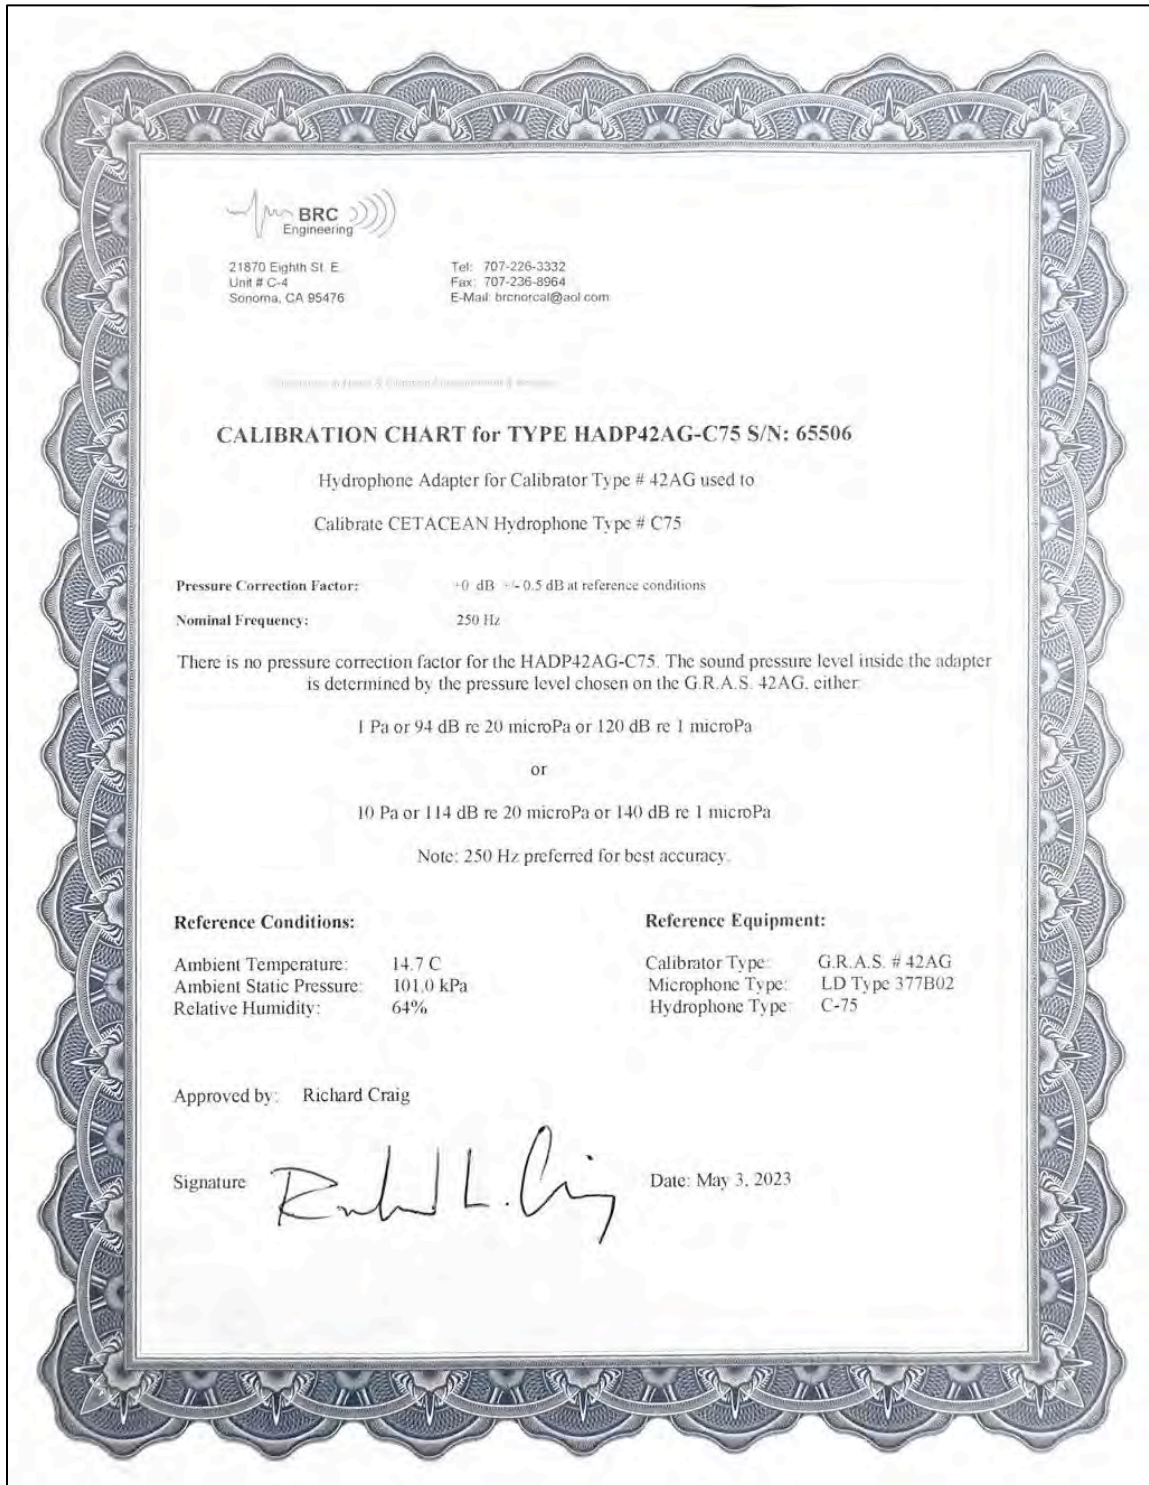 BRC
Engineering
21870 Eighth St. E.
Unit # C-4
Sonoma, CA 95476
Tel: 707-226-3332
Fax: 707-236-8964
E-Mail: brcnorcal@aol.com
CALIBRATION CHART for TYPE HADP42AG-C75 S/N: 65506
Hydrophone Adapter for Calibrator Type # 42AG used to
Calibrate CETACEAN Hydrophone Type # C75
Pressure Correction Factor: +0 dB +/- 0.5 dB at reference conditions
Nominal Frequency: 250 Hz
There is no pressure correction factor for the HADP42AG-C75. The sound pressure level inside the adapter
is determined by the pressure level chosen on the G.R.A.S. 42AG, either:
1 Pa or 94 dB re 20 microPa or 120 dB re 1 microPa
or
10 Pa or 114 dB re 20 microPa or 140 dB re 1 microPa
Note: 250 Hz preferred for best accuracy.
Reference Conditions:
Ambient Temperature: 14.7 C
Ambient Static Pressure: 101.0 kPa
Relative Humidity: 64%
Reference Equipment:
Calibrator Type: G.R.A.S. # 42AG
Microphone Type: LD Type 377B02
Hydrophone Type: C-75
Approved by: Richard Craig
Signature
Date: May 3, 2023